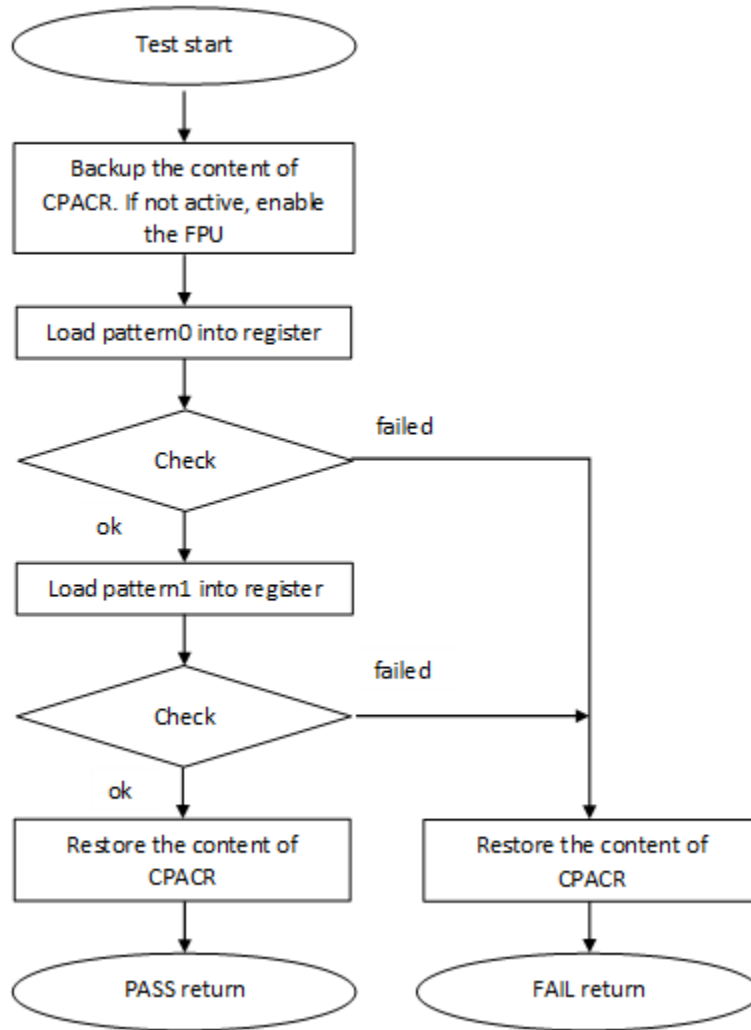 Test start
Backup the content of
CPACR. If not active, enable
the FPU
Load pattern0 into register
failed
Check
ok
Load pattern1 into register
failed
Check
ok
Restore the content of
CPACR
Restore the content of
CPACR
PASS return
FAIL return